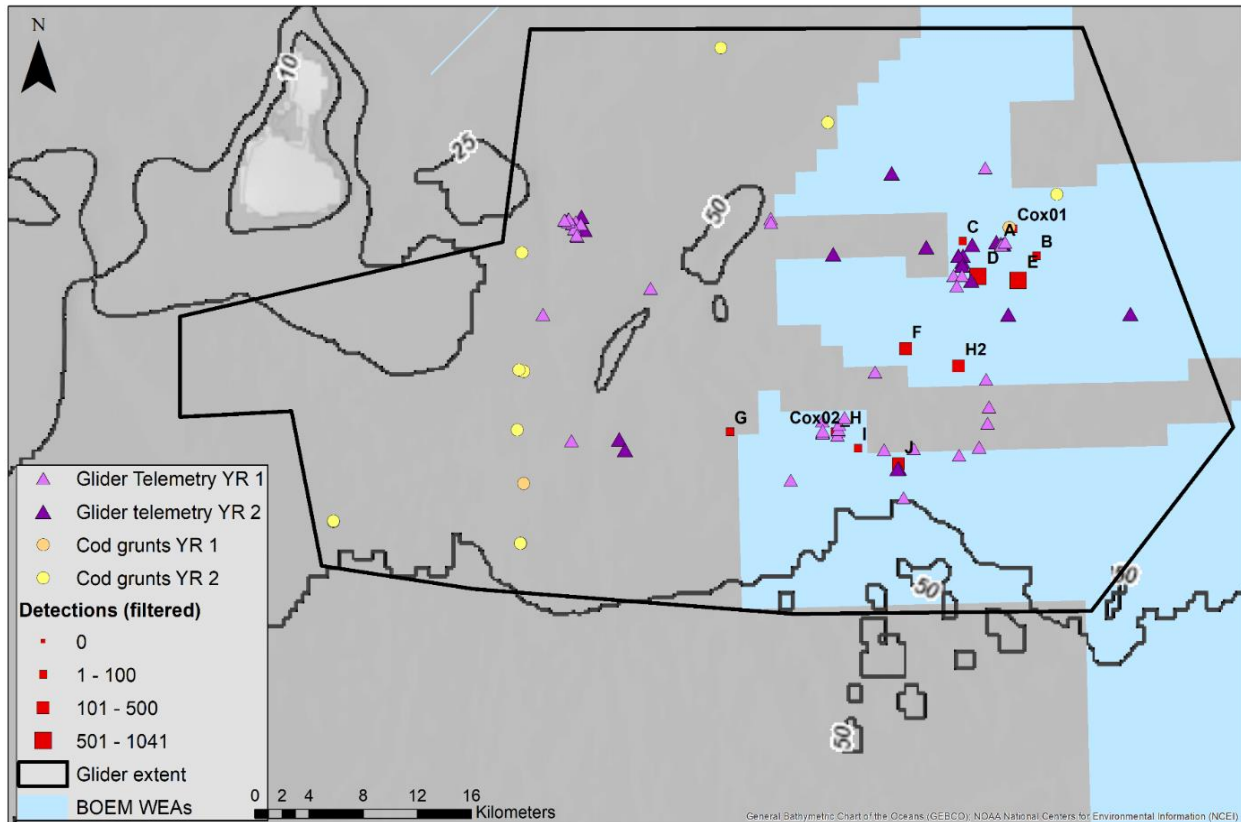 N
10
25
50
Cox01
C
A
B
D
E
F
H2
G
Cox02
H
I
J
50
50
50
Glider Telemetry YR 1
Glider telemetry YR 2
Cod grunts YR 1
Cod grunts YR 2
Detections (filtered)
0
1 - 100
101 - 500
501 - 1041
Glider extent
BOEM WEAs
0 2 4 8 12 16
Kilometers
General Bathymetric Chart of the Oceans (GEBCO); NOAA National Centers for Environmental Information (NCEI)